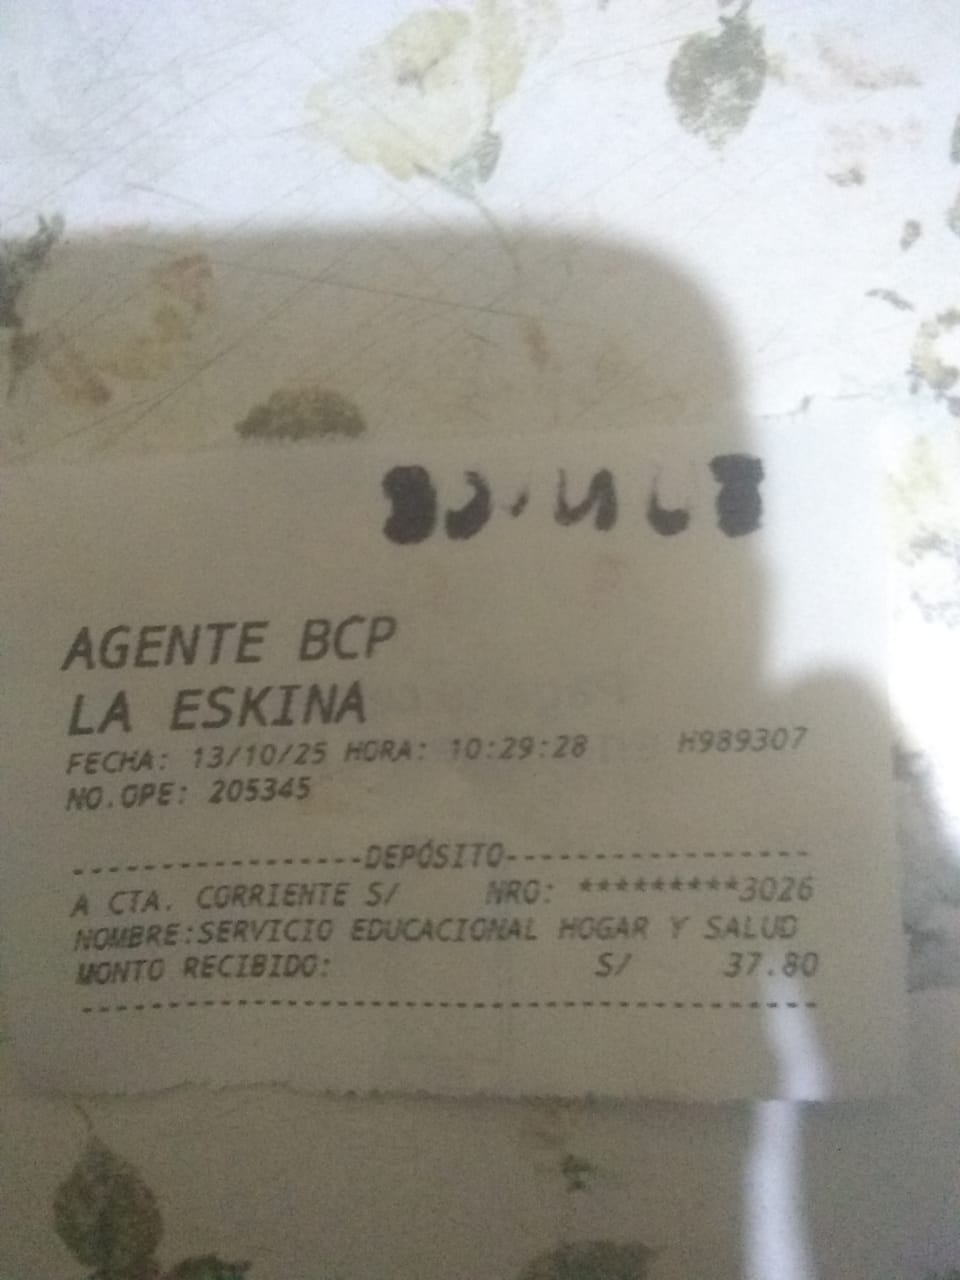 AGENTE BCP
LA ESKINA
FECHA: 13/10/25 HORA: 10:29:28 H989307
NO.OPE: 205345
----------------DEPÓSITO-----------------
A CTA. CORRIENTE S/ NRO: *********3026
NOMBRE:SERVICIO EDUCACIONAL HOGAR Y SALUD
MONTO RECIBIDO: S/ 37.80